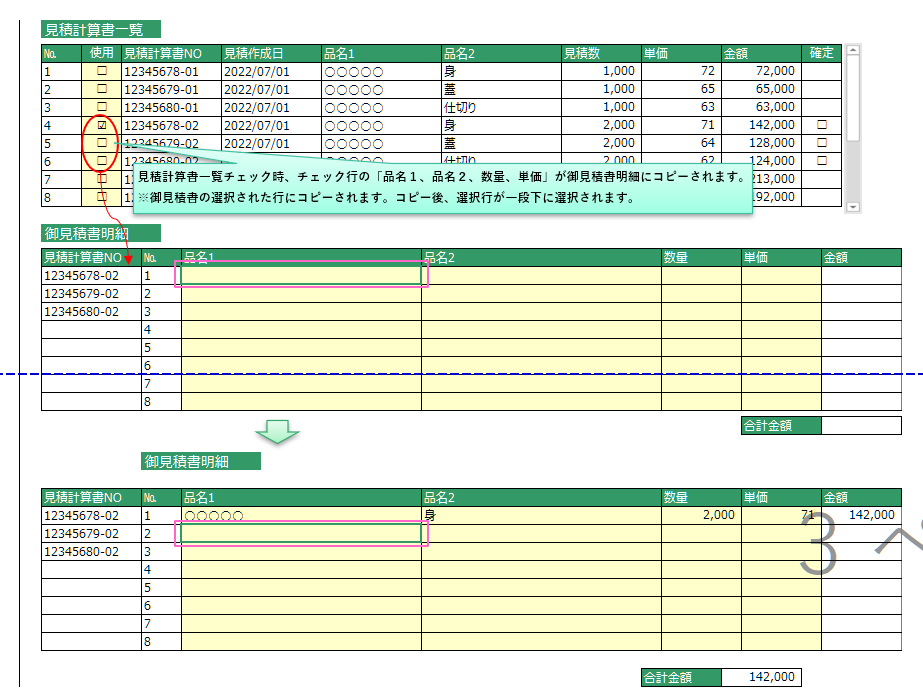 見積計算書一覧
№ 使用 見積計算書NO 見積作成日 品名1 品名2 見積数 単価 金額 確定
1 ☐ 12345678-01 2022/07/01 ○○○○○ 身 1,000 72 72,000
2 ☐ 12345679-01 2022/07/01 ○○○○○ 蓋 1,000 65 65,000
3 ☐ 12345680-01 2022/07/01 ○○○○○ 仕切り 1,000 63 63,000
4 ☑ 12345678-02 2022/07/01 ○○○○○ 身 2,000 71 142,000 ☐
5 ☐ 12345679-02 2022/07/01 ○○○○○ 蓋 2,000 64 128,000 ☐
6 ☐ 12345680-02 ○○○○○ 仕切り 2,000 62 124,000 ☐
7 ☐ 213,000
8 ☐ 192,000
見積計算書一覧チェック時、チェック行の「品名１、品名２、数量、単価」が御見積書明細にコピーされます。
※御見積書の選択された行にコピーされます。コピー後、選択行が一段下に選択されます。
御見積書明細
見積計算書NO № 品名1 品名2 数量 単価 金額
12345678-02 1
12345679-02 2
12345680-02 3
4
5
6
7
8
合計金額
御見積書明細
見積計算書NO № 品名1 品名2 数量 単価 金額
12345678-02 1 ○○○○○ 身 2,000 71 142,000
12345679-02 2
12345680-02 3
4
5
6
7
8
3 ペ
合計金額 142,000